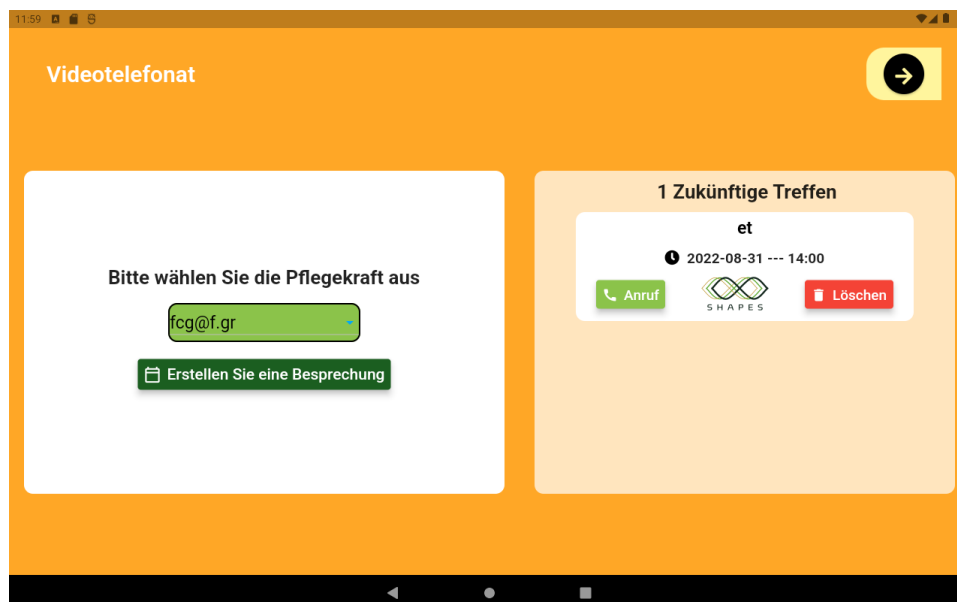 11:59
Videotelefonat
Bitte wählen Sie die Pflegekraft aus
fcg@f.gr
Erstellen Sie eine Besprechung
1 Zukünftige Treffen
et
2022-08-31 --- 14:00
Anruf
SHAPES
Löschen